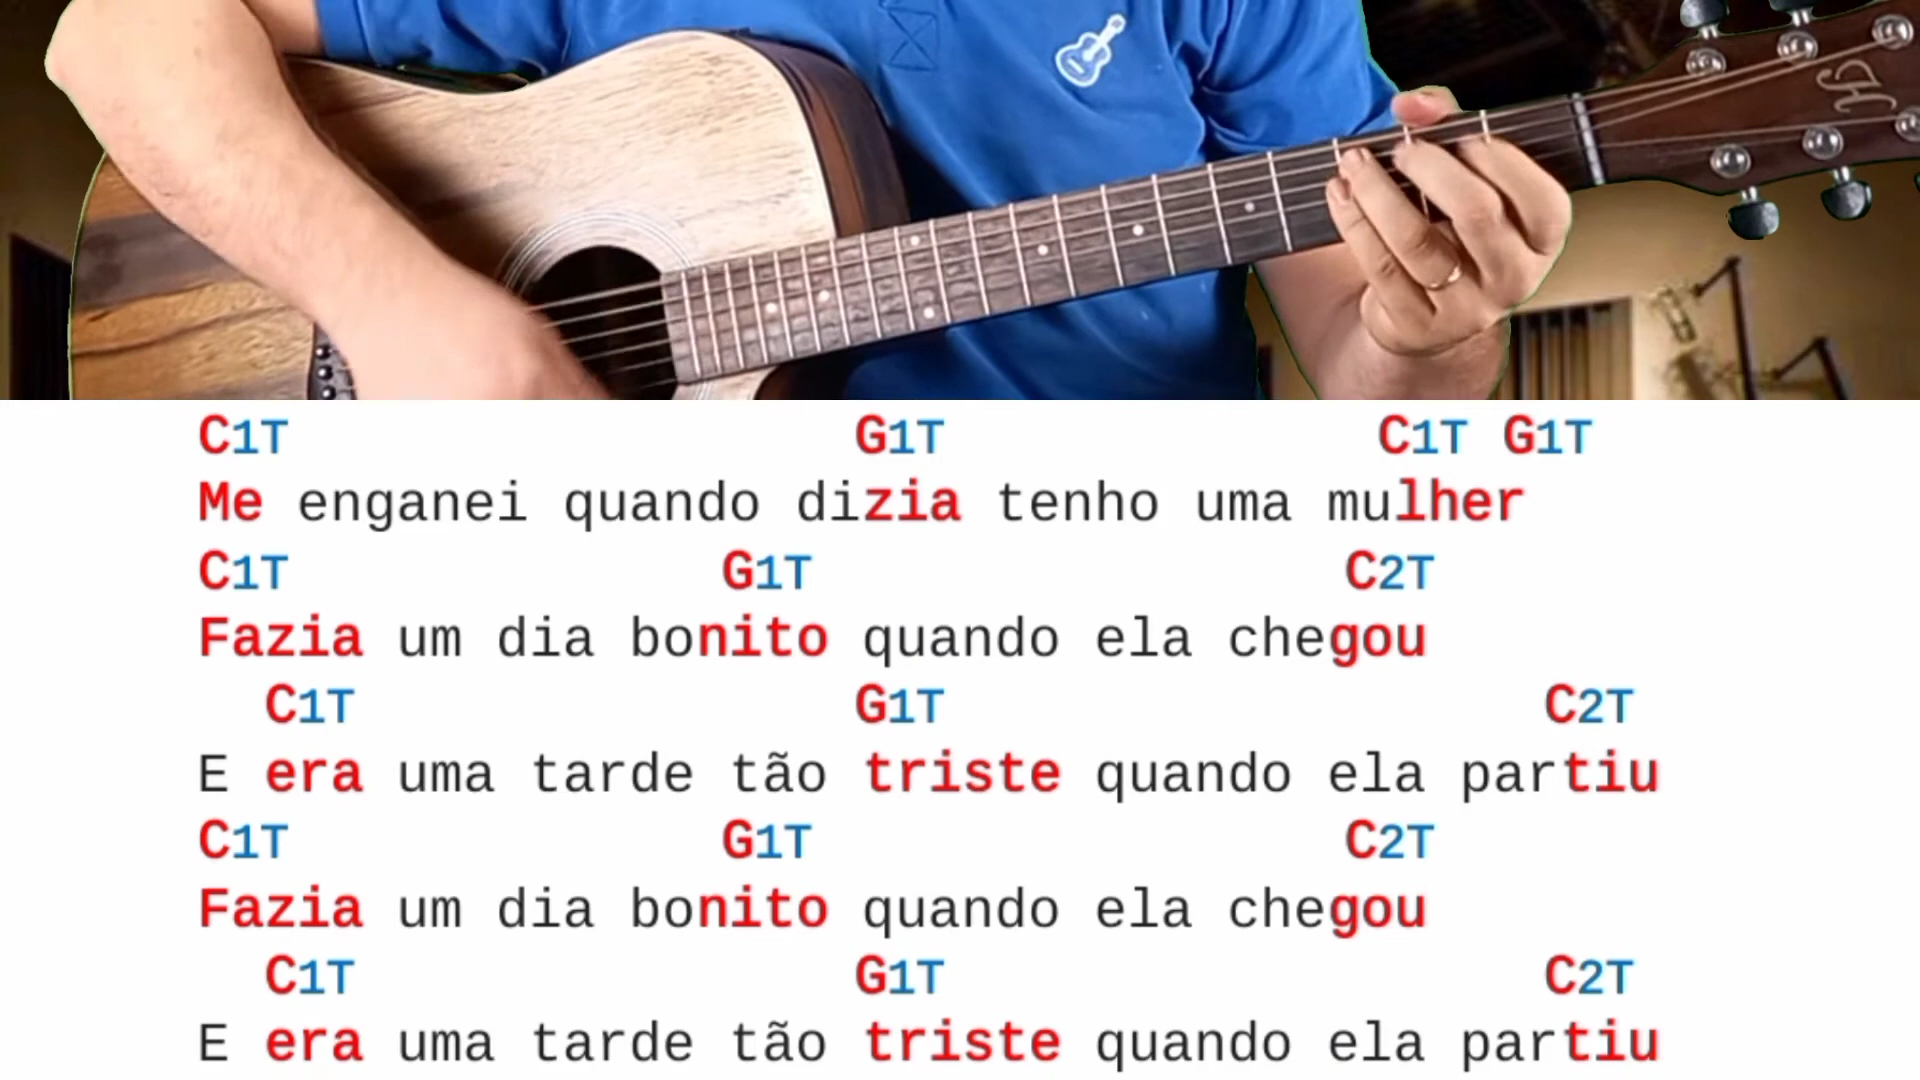 H
C1T G1T C1T G1T
Me enganei quando dizia tenho uma mulher
C1T G1T C2T
Fazia um dia bonito quando ela chegou
C1T G1T C2T
E era uma tarde tão triste quando ela partiu
C1T G1T C2T
Fazia um dia bonito quando ela chegou
C1T G1T C2T
E era uma tarde tão triste quando ela partiu